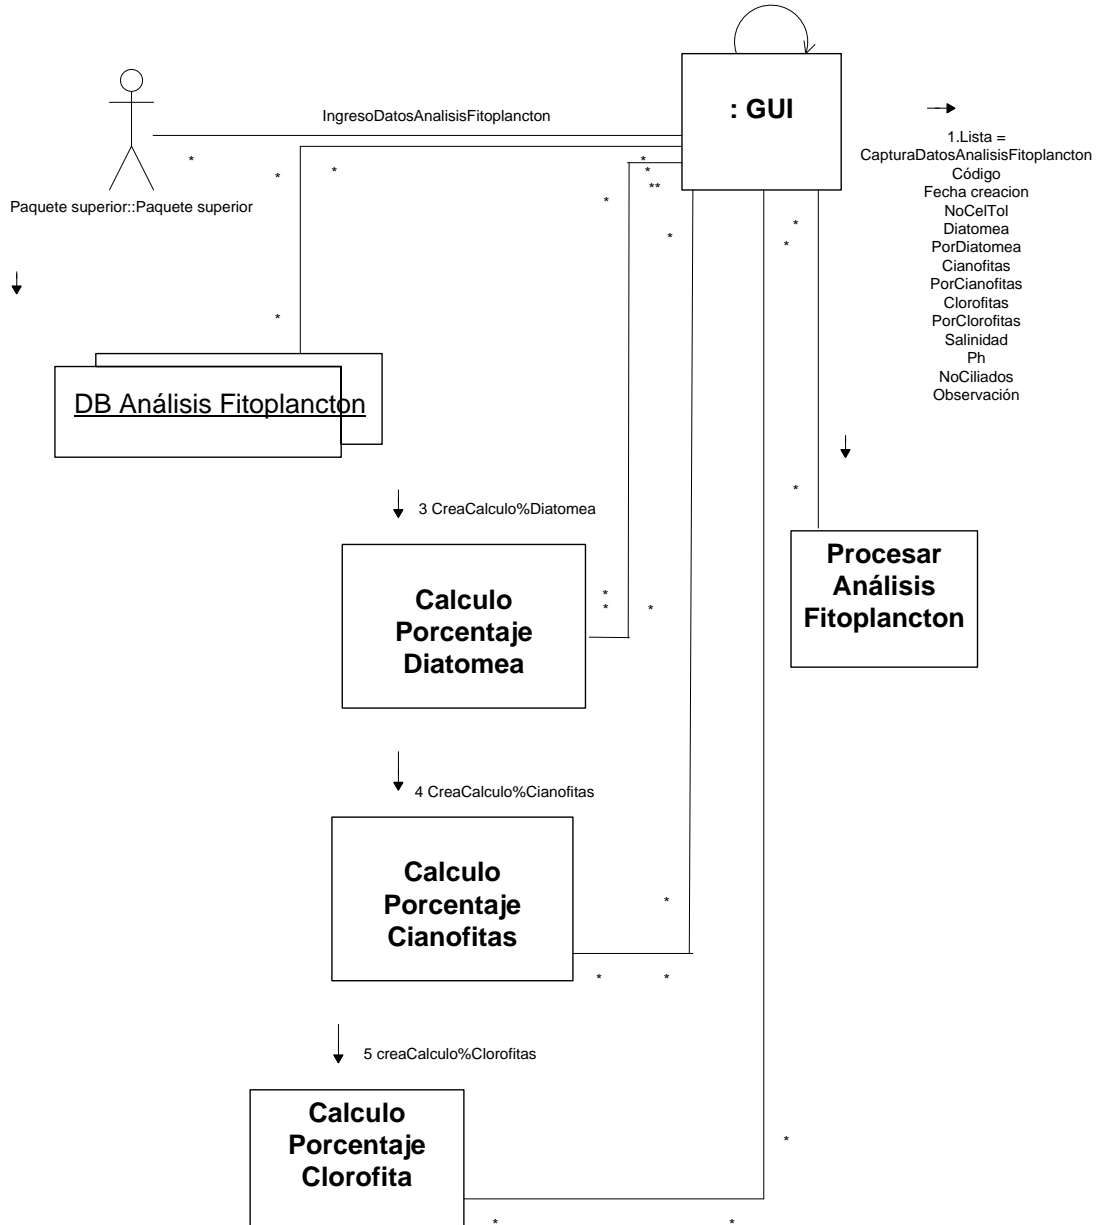 : GUI
IngresoDatosAnalisisFitoplancton
Paquete superior::Paquete superior
1.Lista =
CapturaDatosAnalisisFitoplancton
Código
Fecha creacion
NoCelTol
Diatomea
PorDiatomea
Cianofitas
PorCianofitas
Clorofitas
PorClorofitas
Salinidad
Ph
NoCiliados
Observación
DB Análisis Fitoplancton
3 CreaCalculo%Diatomea
Calculo
Porcentaje
Diatomea
Procesar
Análisis
Fitoplancton
4 CreaCalculo%Cianofitas
Calculo
Porcentaje
Cianofitas
5 creaCalculo%Clorofitas
Calculo
Porcentaje
Clorofita